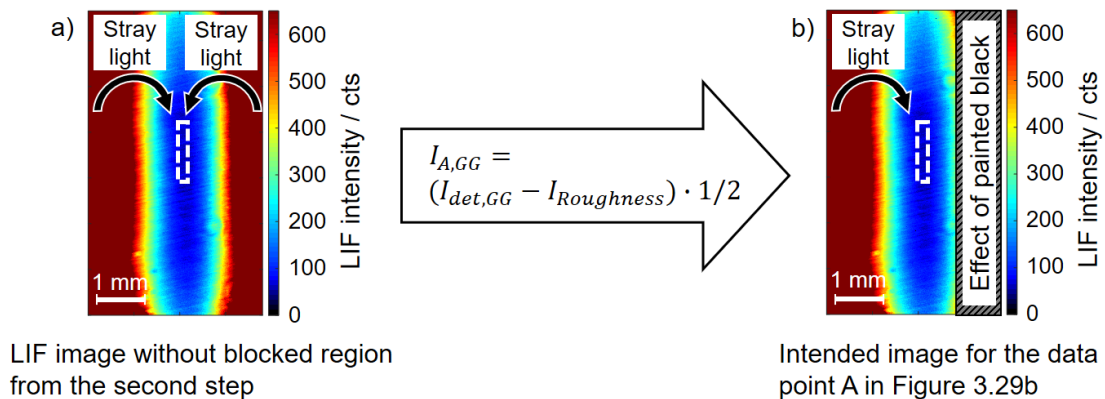 a)
Stray
light
Stray
light
1 mm
600
500
400
300
200
100
0
LIF intensity / cts
LIF image without blocked region
from the second step
I_{A,GG} =
(I_{det,GG} − I_{Roughness}) · 1/2
b)
Stray
light
1 mm
Effect of painted black
600
500
400
300
200
100
0
LIF intensity / cts
Intended image for the data
point A in Figure 3.29b